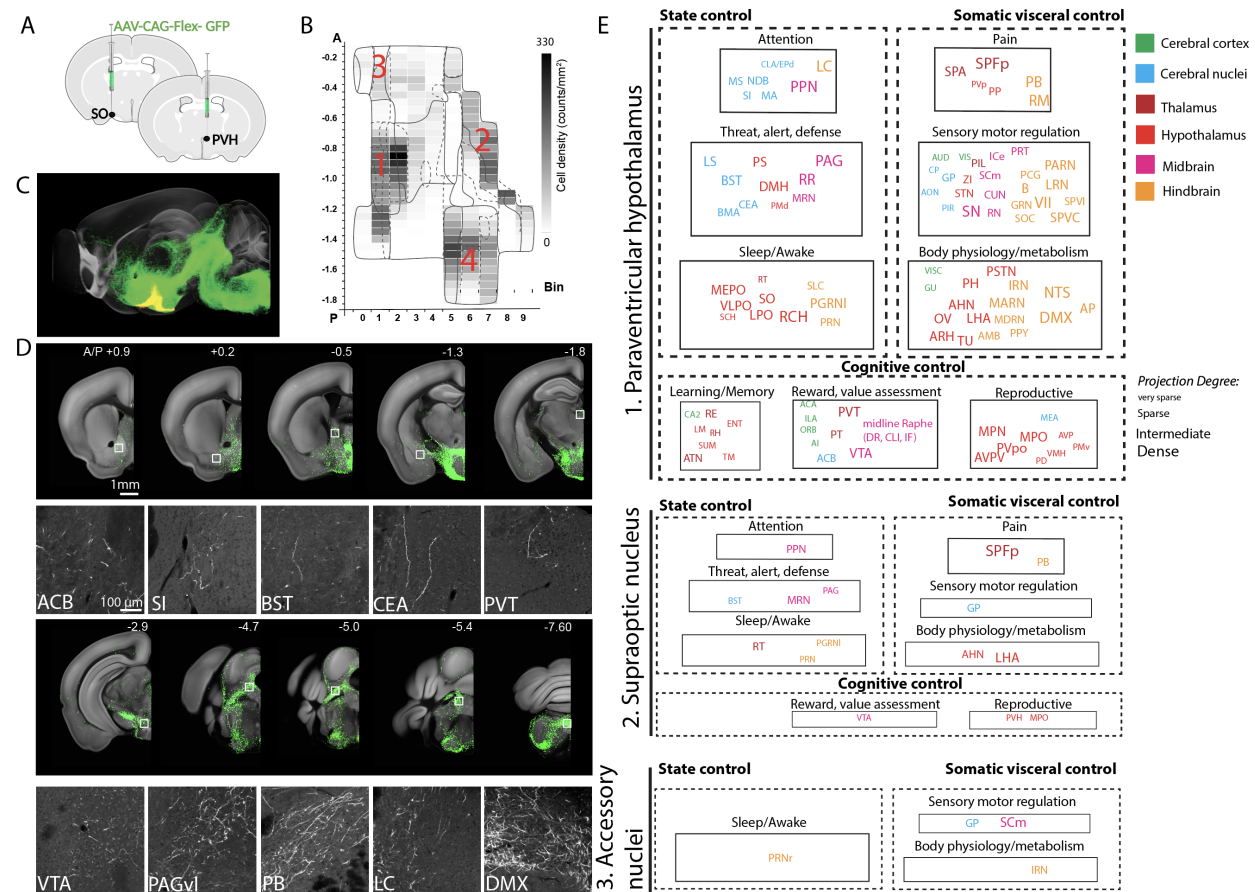 A
AAV-CAG-Flex- GFP
SO
PVH
B
A
-0.2
-0.4
-0.6
-0.8
-1.0
-1.2
-1.4
-1.6
-1.8
P
0 1 2 3 4 5 6 7 8 9
Bin
1
2
3
4
330
Cell density (counts/mm²)
0
C
D
A/P +0.9
+0.2
-0.5
-1.3
-1.8
1mm
ACB
100 µm
SI
BST
CEA
PVT
-2.9
-4.7
-5.0
-5.4
-7.60
VTA
PAGvl
PB
LC
DMX
E
1. Paraventricular hypothalamus
State control
Attention
CLA/EPd
LC
MS NDB
PPN
SI MA
Threat, alert, defense
LS
PS
PAG
BST
DMH
RR
CEA
PMd
MRN
BMA
Sleep/Awake
RT
MEPO
SLC
VLPO
SO
PGRNl
SCH
LPO
RCH
PRN
Somatic visceral control
Pain
SPA
SPFp
PVp
PP
PB
RM
Sensory motor regulation
AUD
VIS
ICe
PRT
CP
PIL
PARN
GP
ZI
SCm
PCG
LRN
AON
STN
CUN
B
VII
SPVI
PIR
SN
RN
GRN
SOC
SPVC
Body physiology/metabolism
VISC
PSTN
GU
PH
IRN
NTS
AHN
MARN
AP
OV
LHA
MDRN
DMX
ARH
TU
AMB
PPY
Cognitive control
Learning/Memory
CA2
RE
LM
RH
ENT
SUM
ATN
TM
Reward, value assessment
ACA
PVT
ILA
midline Raphe
ORB
PT
(DR, CLI, IF)
AI
ACB
VTA
Reproductive
MEA
MPN
MPO
AVP
PVpo
VMH
PMv
AVPV
PD
Cerebral cortex
Cerebral nuclei
Thalamus
Hypothalamus
Midbrain
Hindbrain
Projection Degree:
very sparse
Sparse
Intermediate
Dense
2. Supraoptic nucleus
State control
Attention
PPN
Threat, alert, defense
BST
MRN
PAG
Sleep/Awake
RT
PGRNl
PRN
Somatic visceral control
Pain
SPFp
PB
Sensory motor regulation
GP
Body physiology/metabolism
AHN
LHA
Cognitive control
Reward, value assessment
VTA
Reproductive
PVH MPO
3. Accessory
nuclei
State control
Sleep/Awake
PRNr
Somatic visceral control
Sensory motor regulation
GP
SCm
Body physiology/metabolism
IRN